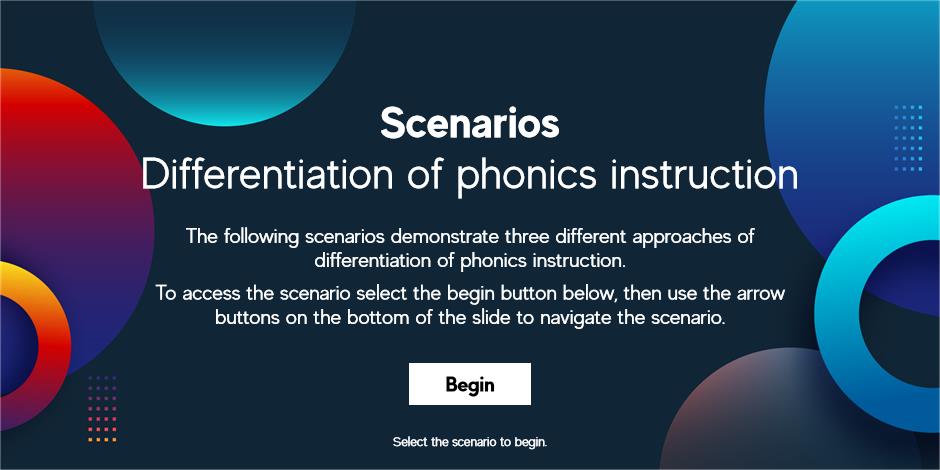 Scenarios
Differentiation of phonics instruction
The following scenarios demonstrate three different approaches of
differentiation of phonics instruction.
To access the scenario select the begin button below, then use the arrow
buttons on the bottom of the slide to navigate the scenario.
Begin
Select the scenario to begin.